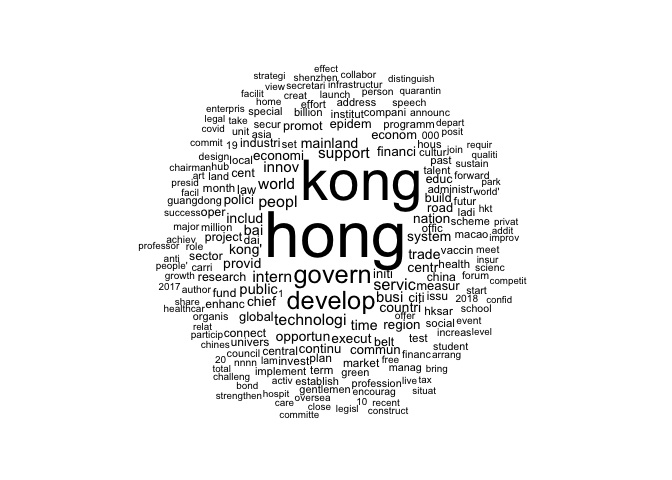 effect
strategi shenzhen collabor
view secretari infrastructur distinguish
facilit creat launch person quarantin
enterpris home effort address speech
legal take special billion institut compani announc
covid unit secur promot epidem programm depart
commit 19 industri set asia mainland econom 000 posit
design local economi support financi hous cultur join requir
chairman hub cent innov past talent sustain qualiti
art land polici law world kong educ administr forward park
presid facil month peopl build futur world'
guangdong success oper includ hong road ladi hkt
major million bai nation offic screen privat
professor achiev role project dai kong' system macao addit improv
anti sector provid trade vaccin meet
people' carri research intern govern initi centr health insur scienc
growth 2017 author fund public 1 servic measur forum competit
share enhanc chief develop busi citi issu 2018 start confid
healthcar organis global technologi countri hksar school
relat particip connect opportun time region social event
chines univers execut belt offer test increas level
council central continu commun financ student arrang
20 nnnn lam invest plan market free manag bring
total implement term green
challeng activ establish profession live tax
bond gentlemen encourag situat
strengthen hospit oversea 10 recent
care close legisl construct
committe
scheme